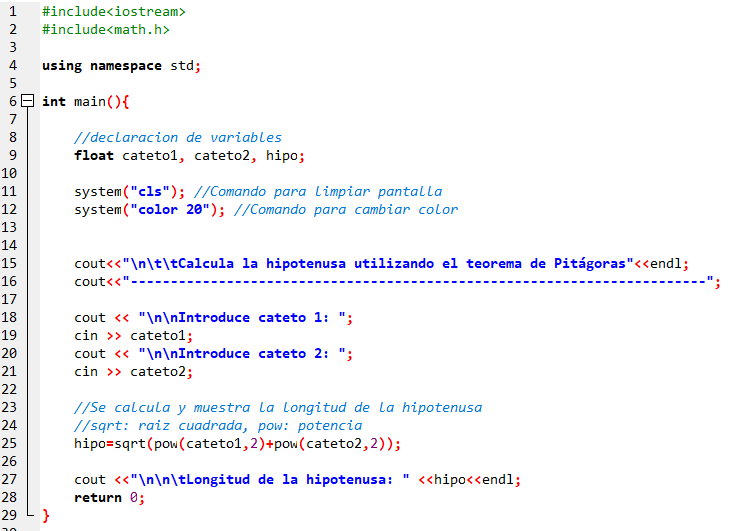 1 #include<iostream>
2 #include<math.h>
3
4 using namespace std;
5
6 int main(){
7
8 //declaracion de variables
9 float cateto1, cateto2, hipo;
10
11 system("cls"); //Comando para limpiar pantalla
12 system("color 20"); //Comando para cambiar color
13
14
15 cout<<"\n\t\tCalcula la hipotenusa utilizando el teorema de Pitágoras"<<endl;
16 cout<<"------------------------------------------------------------------------";
17
18 cout << "\n\nIntroduce cateto 1: ";
19 cin >> cateto1;
20 cout << "\n\nIntroduce cateto 2: ";
21 cin >> cateto2;
22
23 //Se calcula y muestra la longitud de la hipotenusa
24 //sqrt: raiz cuadrada, pow: potencia
25 hipo=sqrt(pow(cateto1,2)+pow(cateto2,2));
26
27 cout <<"\n\n\tLongitud de la hipotenusa: " <<hipo<<endl;
28 return 0;
29 }